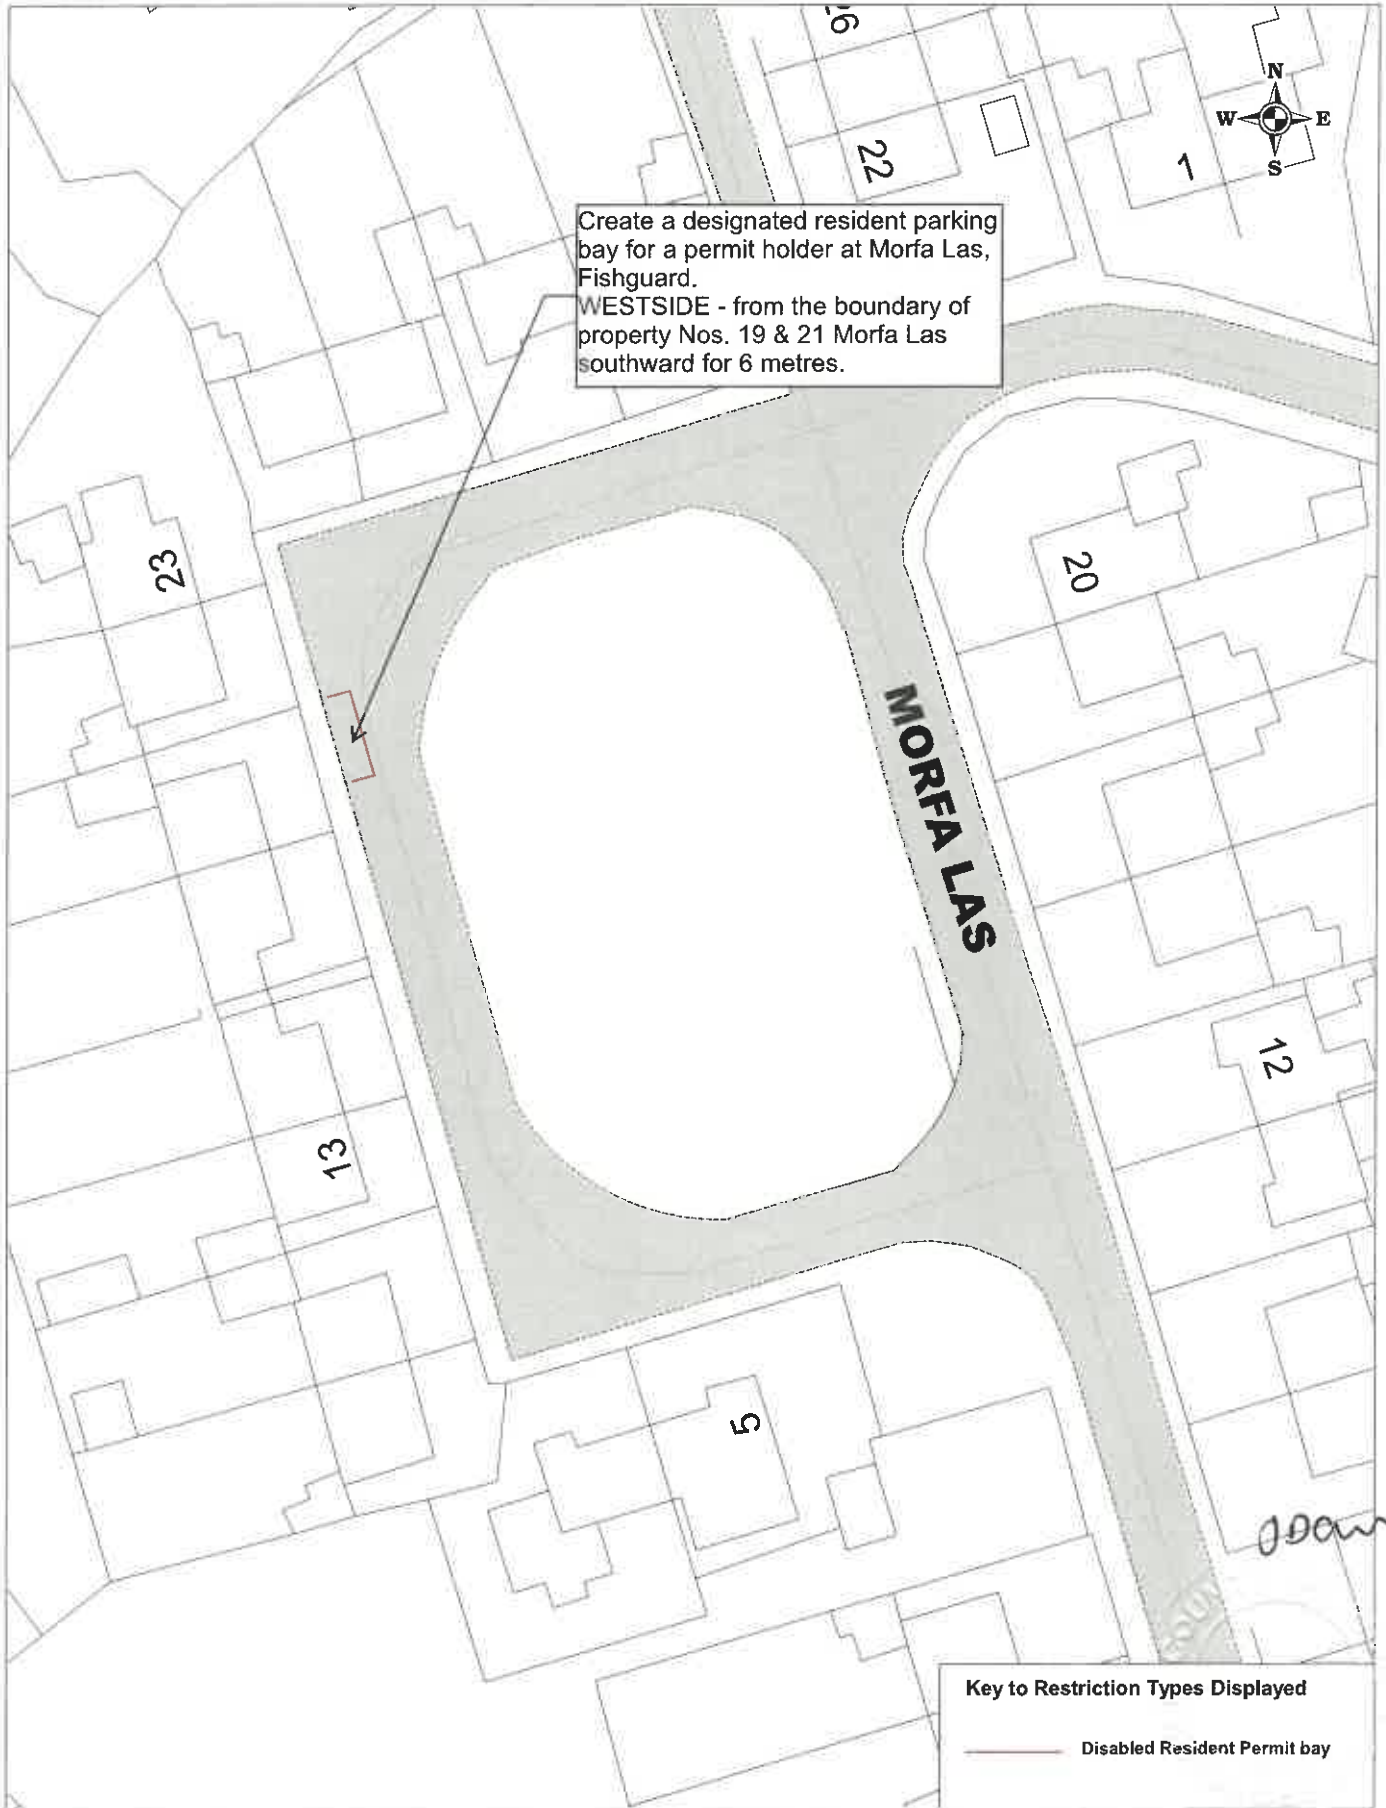 26
22
1
N
W E
S
Create a designated resident parking
bay for a permit holder at Morfa Las,
Fishguard.
WESTSIDE - from the boundary of
property Nos. 19 & 21 Morfa Las
southward for 6 metres.
23
20
MORFA LAS
12
13
5
Key to Restriction Types Displayed
Disabled Resident Permit bay